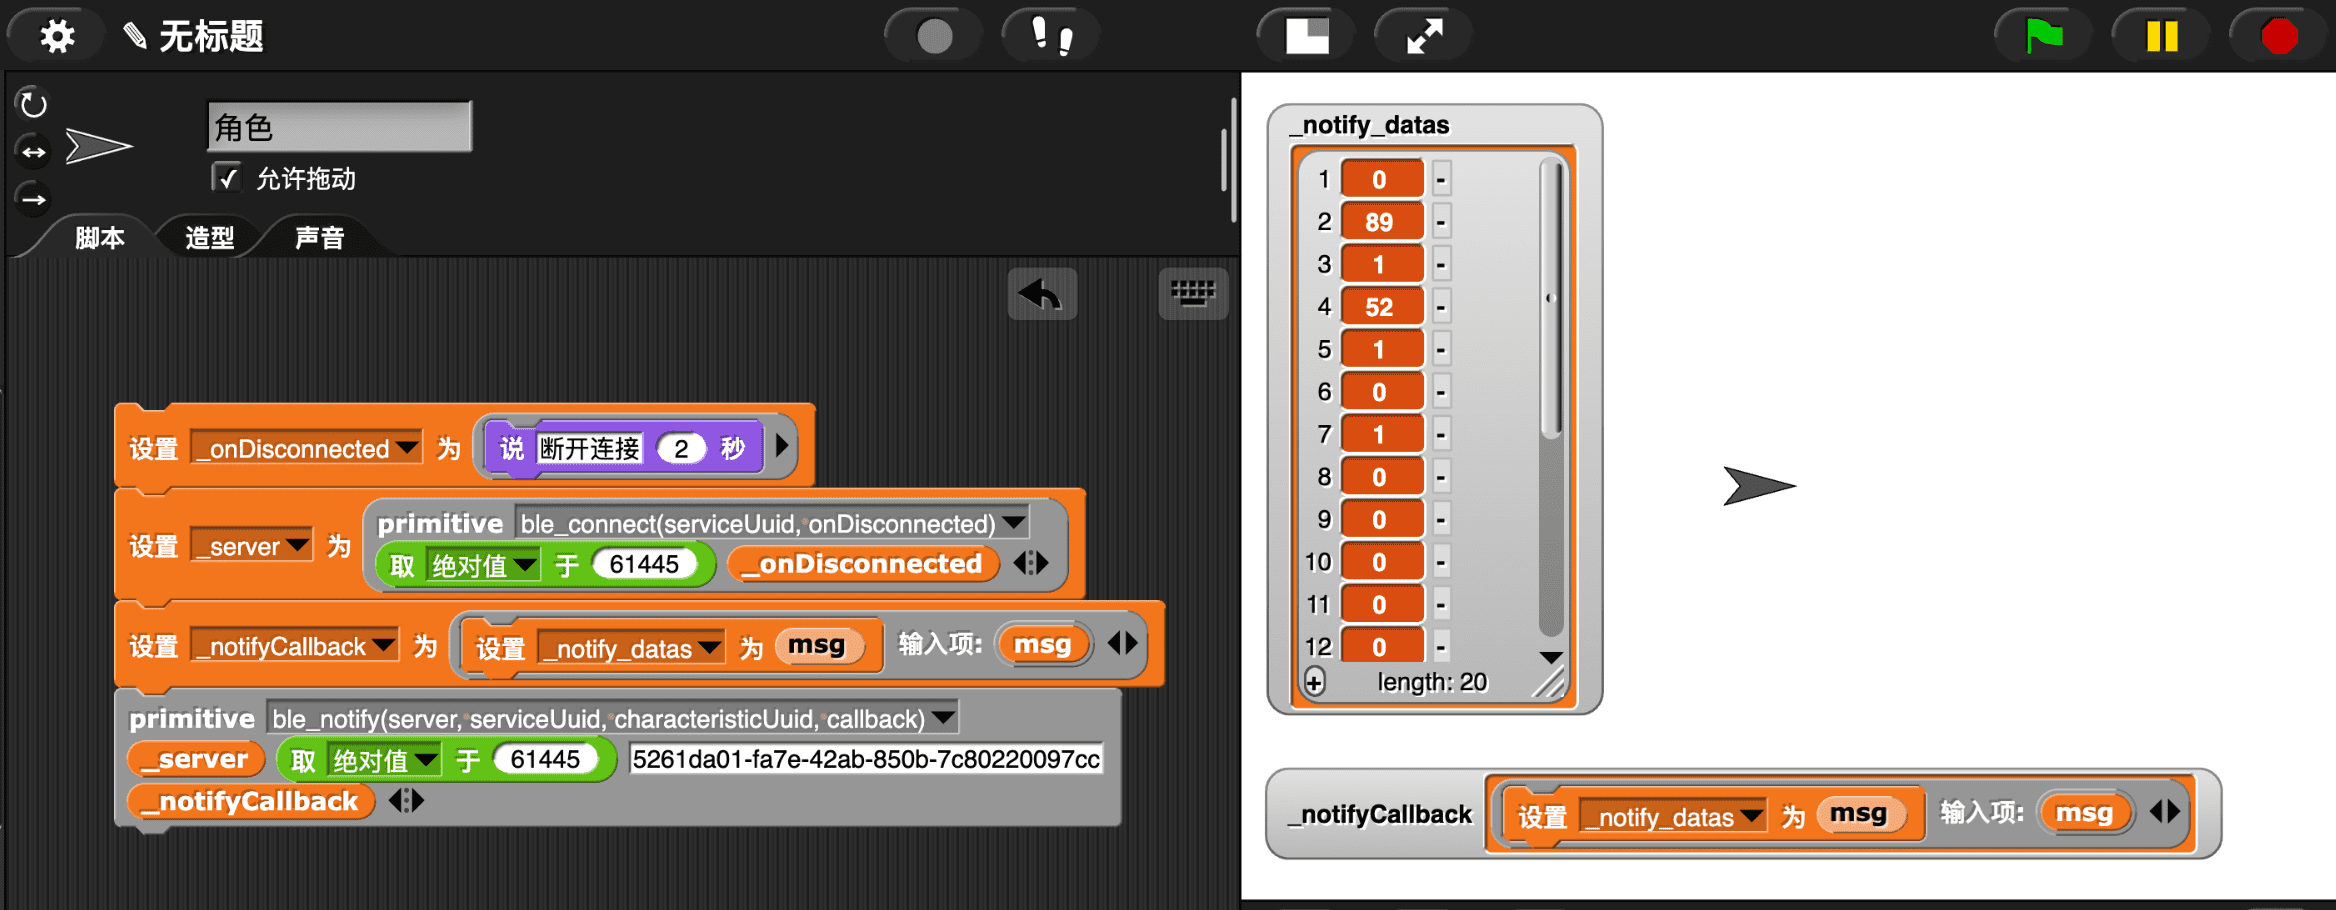 无标题
角色
允许拖动
脚本 造型 声音
设置 _onDisconnected 为 说 断开连接 2 秒
设置 _server 为 primitive ble_connect(serviceUuid, onDisconnected)
取 绝对值 于 61445 _onDisconnected
设置 _notifyCallback 为 设置 _notify_datas 为 msg 输入项: msg
primitive ble_notify(server, serviceUuid, characteristicUuid, callback)
_server 取 绝对值 于 61445 5261da01-fa7e-42ab-850b-7c80220097cc
_notifyCallback
_notify_datas
1 0 -
2 89 -
3 1 -
4 52 -
5 1 -
6 0 -
7 1 -
8 0 -
9 0 -
10 0 -
11 0 -
12 0 -
+ length: 20
_notifyCallback 设置 _notify_datas 为 msg 输入项: msg